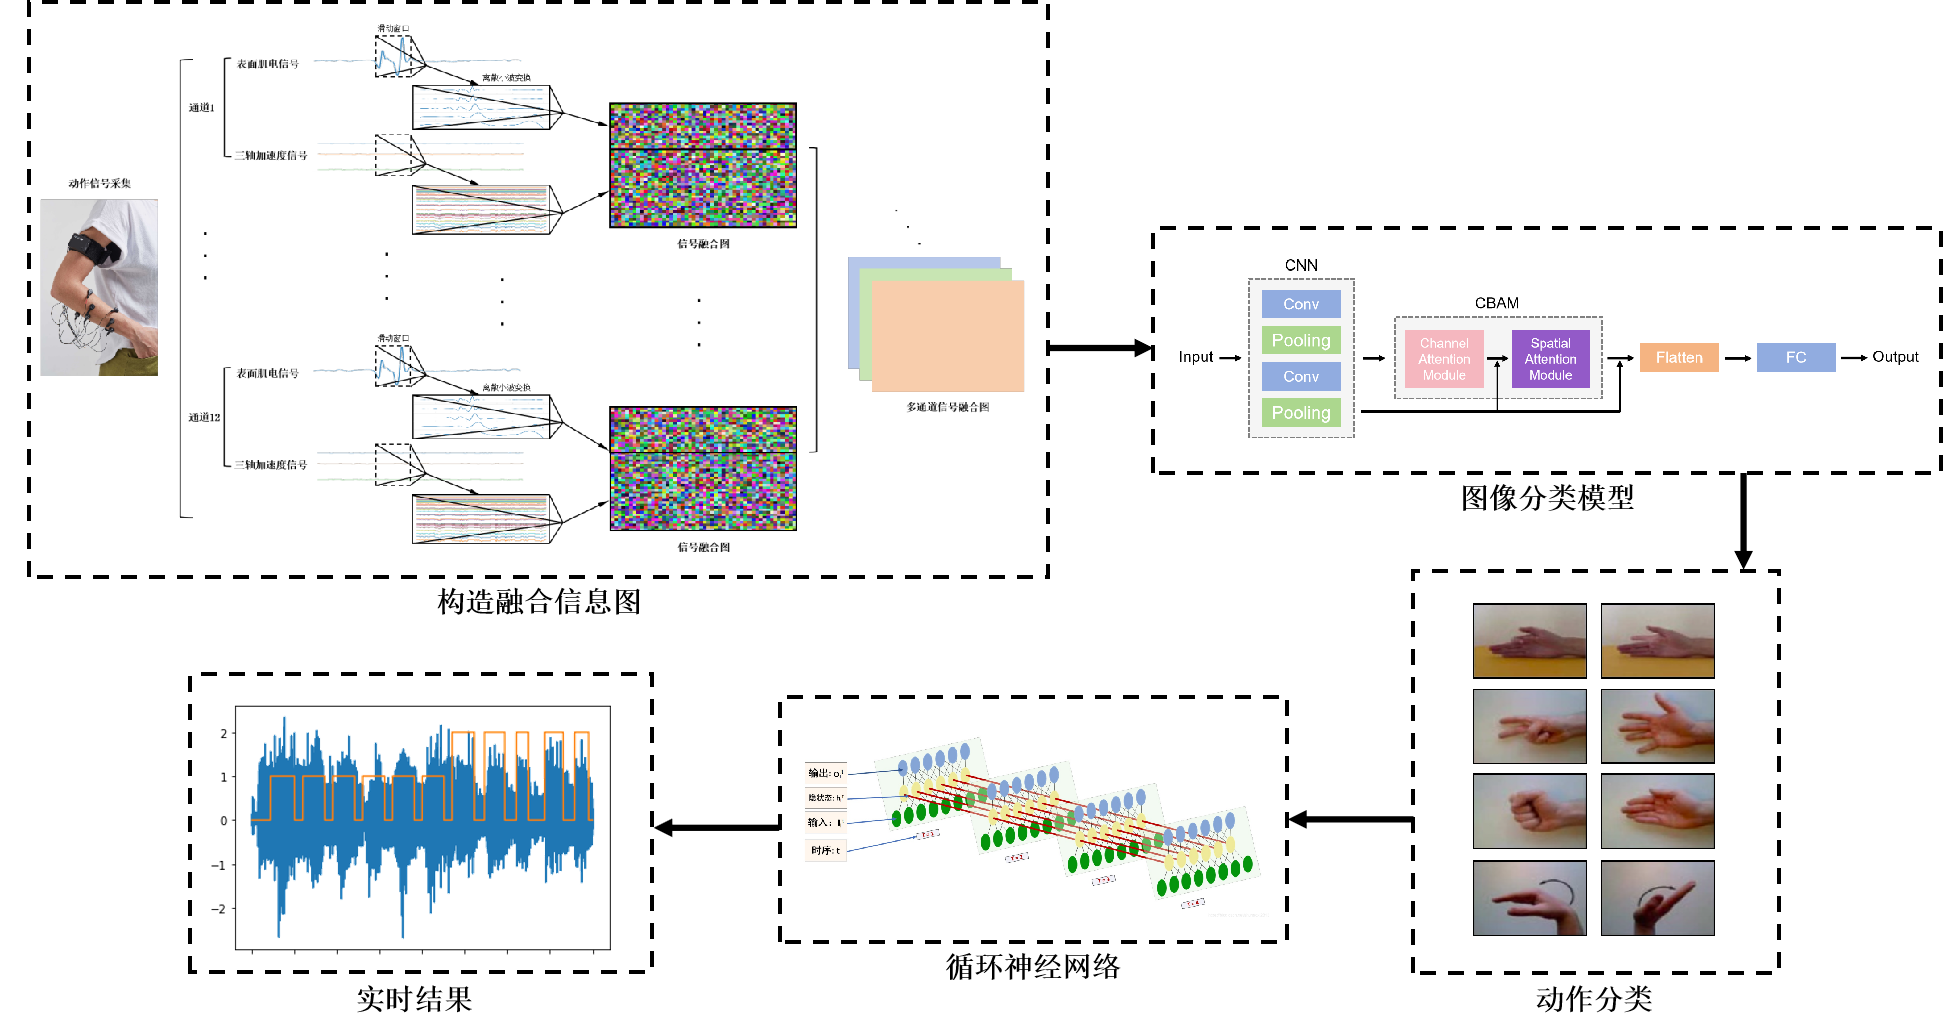 动作信号采集
通道1
表面肌电信号
滑动窗口
离散小波变换
三轴加速度信号
信号融合图
通道12
表面肌电信号
滑动窗口
离散小波变换
三轴加速度信号
信号融合图
多通道信号融合图
构造融合信息图
Input
CNN
Conv
Pooling
Conv
Pooling
CBAM
Channel
Attention
Module
Spatial
Attention
Module
Flatten
FC
Output
图像分类模型
动作分类
输出:
隐状态:
输入:
时序: t
循环神经网络
2
1
0
−1
−2
实时结果